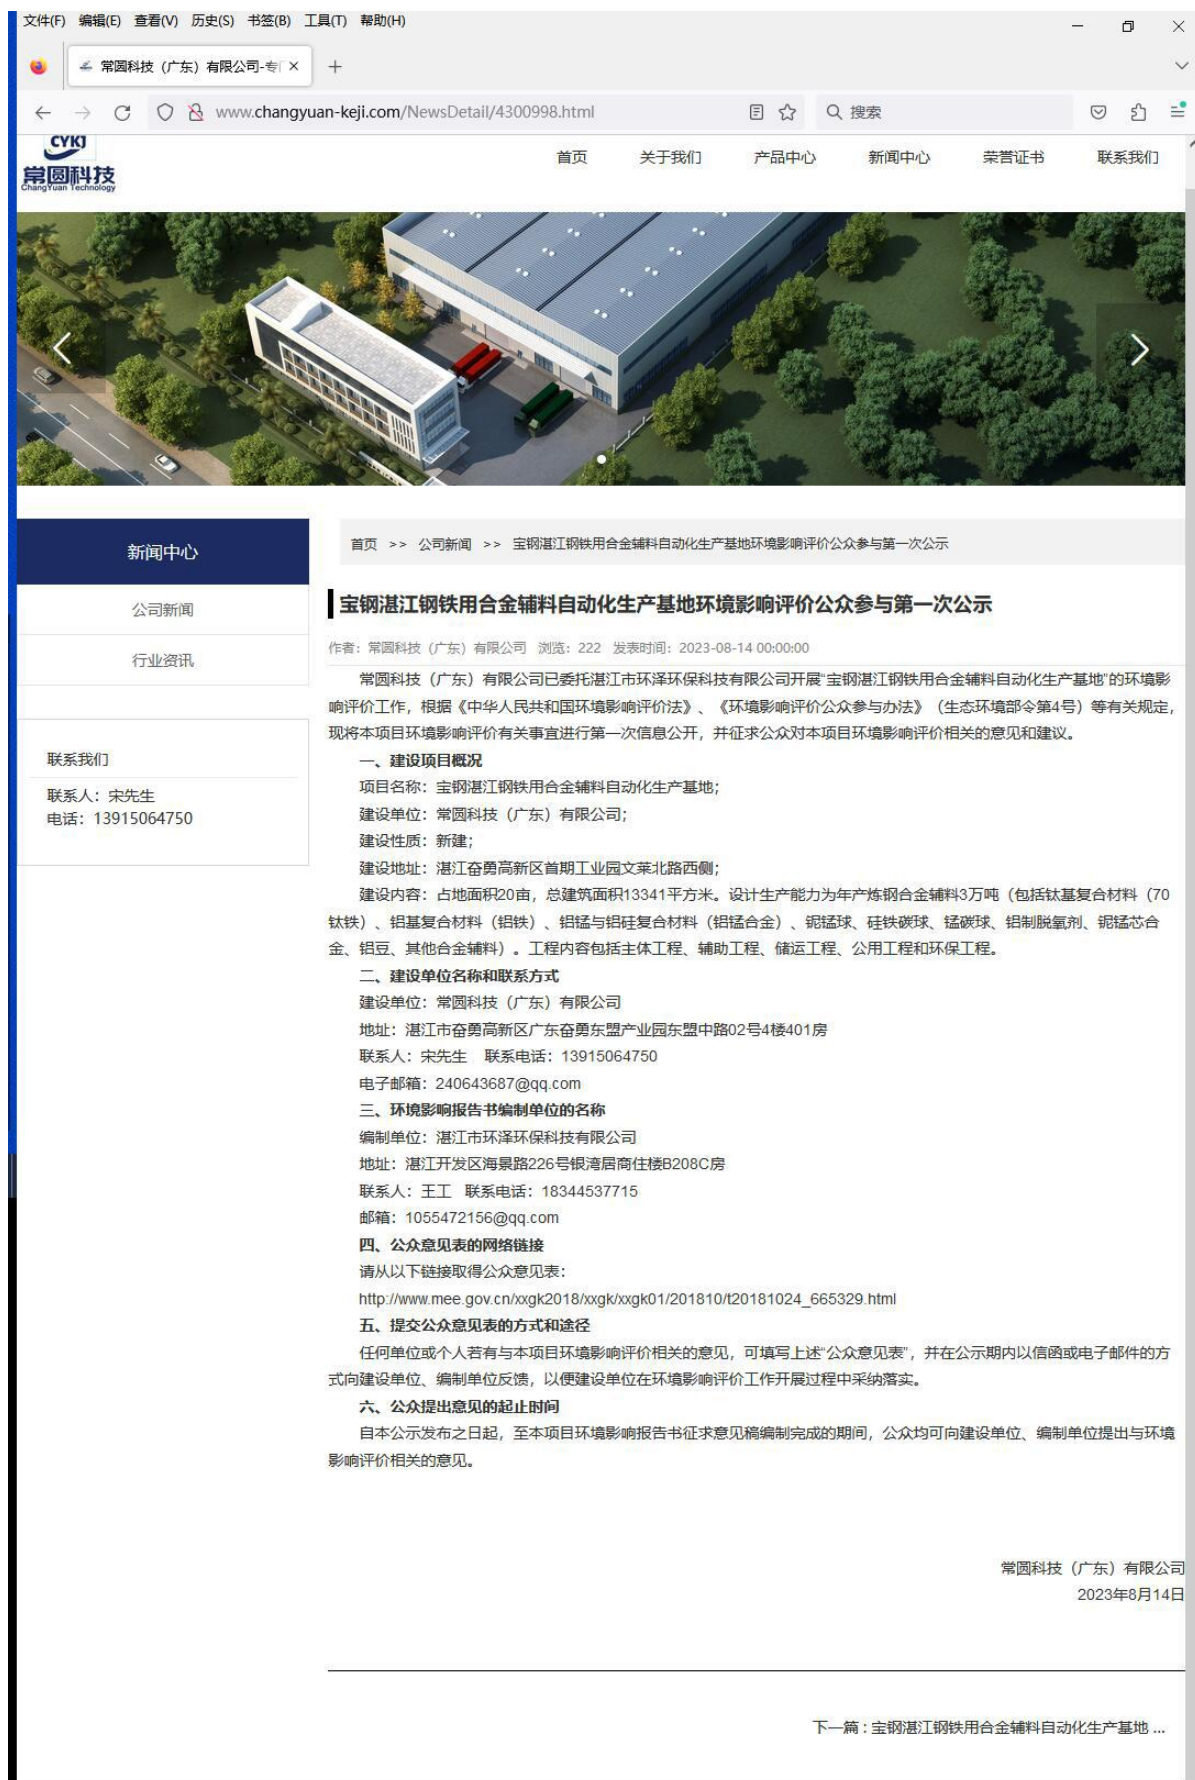 文件(F) 编辑(E) 查看(V) 历史(S) 书签(B) 工具(T) 帮助(H)
常圆科技（广东）有限公司-专
www.changyuan-keji.com/NewsDetail/4300998.html
搜索
CYKJ
常圆科技
ChangYuan Technology
首页 关于我们 产品中心 新闻中心 荣誉证书 联系我们
新闻中心
公司新闻
行业资讯
联系我们
联系人：宋先生
电话：13915064750
首页 >> 公司新闻 >> 宝钢湛江钢铁用合金辅料自动化生产基地环境影响评价公众参与第一次公示
宝钢湛江钢铁用合金辅料自动化生产基地环境影响评价公众参与第一次公示
作者：常圆科技（广东）有限公司 浏览：222 发表时间：2023-08-14 00:00:00
常圆科技（广东）有限公司已委托湛江市环泽环保科技有限公司开展“宝钢湛江钢铁用合金辅料自动化生产基地”的环境影
响评价工作，根据《中华人民共和国环境影响评价法》、《环境影响评价公众参与办法》（生态环境部令第4号）等有关规定，
现将本项目环境影响评价有关事宜进行第一次信息公开，并征求公众对本项目环境影响评价相关的意见和建议。
一、建设项目概况
项目名称：宝钢湛江钢铁用合金辅料自动化生产基地；
建设单位：常圆科技（广东）有限公司；
建设性质：新建；
建设地址：湛江奋勇高新区首期工业园文莱北路西侧；
建设内容：占地面积20亩，总建筑面积13341平方米。设计生产能力为年产炼钢合金辅料3万吨（包括钛基复合材料（70
钛铁）、铝基复合材料（铝铁）、铝锰与铝硅复合材料（铝锰合金）、铌锰球、硅铁碳球、锰碳球、铝制脱氧剂、铌锰芯合
金、铝豆、其他合金辅料）。工程内容包括主体工程、辅助工程、储运工程、公用工程和环保工程。
二、建设单位名称和联系方式
建设单位：常圆科技（广东）有限公司
地址：湛江市奋勇高新区广东奋勇东盟产业园东盟中路02号4楼401房
联系人：宋先生 联系电话：13915064750
电子邮箱：240643687@qq.com
三、环境影响报告书编制单位的名称
编制单位：湛江市环泽环保科技有限公司
地址：湛江开发区海景路226号银湾居商住楼B208C房
联系人：王工 联系电话：18344537715
邮箱：1055472156@qq.com
四、公众意见表的网络链接
请从以下链接取得公众意见表：
http://www.mee.gov.cn/xxgk2018/xxgk/xxgk01/201810/t20181024_665329.html
五、提交公众意见表的方式和途径
任何单位或个人若有与本项目环境影响评价相关的意见，可填写上述“公众意见表”，并在公示期内以信函或电子邮件的方
式向建设单位、编制单位反馈，以便建设单位在环境影响评价工作开展过程中采纳落实。
六、公众提出意见的起止时间
自本公示发布之日起，至本项目环境影响报告书征求意见稿编制完成的期间，公众均可向建设单位、编制单位提出与环境
影响评价相关的意见。
常圆科技（广东）有限公司
2023年8月14日
下一篇 : 宝钢湛江钢铁用合金辅料自动化生产基地 ...